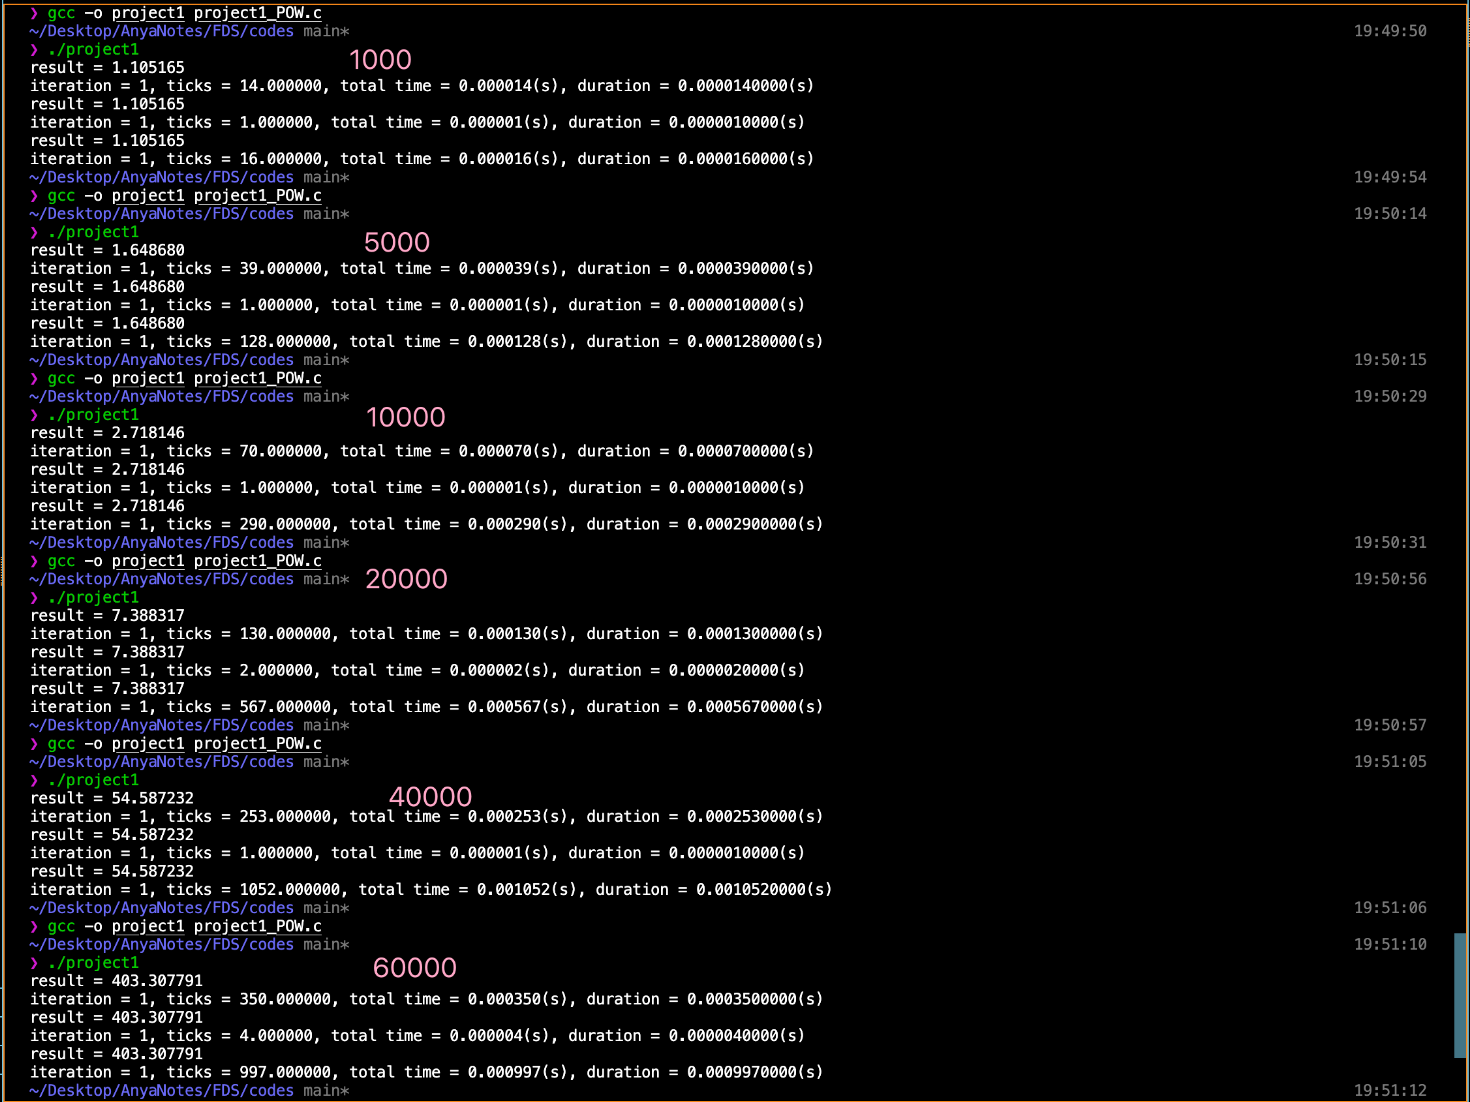 ❯ gcc -o project1 project1_POW.c
~/Desktop/AnyaNotes/FDS/codes main* 19:49:50
❯ ./project1
1000
result = 1.105165
iteration = 1, ticks = 14.000000, total time = 0.000014(s), duration = 0.0000140000(s)
result = 1.105165
iteration = 1, ticks = 1.000000, total time = 0.000001(s), duration = 0.0000010000(s)
result = 1.105165
iteration = 1, ticks = 16.000000, total time = 0.000016(s), duration = 0.0000160000(s)
~/Desktop/AnyaNotes/FDS/codes main* 19:49:54
❯ gcc -o project1 project1_POW.c
~/Desktop/AnyaNotes/FDS/codes main* 19:50:14
❯ ./project1
5000
result = 1.648680
iteration = 1, ticks = 39.000000, total time = 0.000039(s), duration = 0.0000390000(s)
result = 1.648680
iteration = 1, ticks = 1.000000, total time = 0.000001(s), duration = 0.0000010000(s)
result = 1.648680
iteration = 1, ticks = 128.000000, total time = 0.000128(s), duration = 0.0001280000(s)
~/Desktop/AnyaNotes/FDS/codes main* 19:50:15
❯ gcc -o project1 project1_POW.c
~/Desktop/AnyaNotes/FDS/codes main* 19:50:29
❯ ./project1
10000
result = 2.718146
iteration = 1, ticks = 70.000000, total time = 0.000070(s), duration = 0.0000700000(s)
result = 2.718146
iteration = 1, ticks = 1.000000, total time = 0.000001(s), duration = 0.0000010000(s)
result = 2.718146
iteration = 1, ticks = 290.000000, total time = 0.000290(s), duration = 0.0002900000(s)
~/Desktop/AnyaNotes/FDS/codes main* 19:50:31
❯ gcc -o project1 project1_POW.c
~/Desktop/AnyaNotes/FDS/codes main* 20000 19:50:56
❯ ./project1
result = 7.388317
iteration = 1, ticks = 130.000000, total time = 0.000130(s), duration = 0.0001300000(s)
result = 7.388317
iteration = 1, ticks = 2.000000, total time = 0.000002(s), duration = 0.0000020000(s)
result = 7.388317
iteration = 1, ticks = 567.000000, total time = 0.000567(s), duration = 0.0005670000(s)
~/Desktop/AnyaNotes/FDS/codes main* 19:50:57
❯ gcc -o project1 project1_POW.c
~/Desktop/AnyaNotes/FDS/codes main* 19:51:05
❯ ./project1
result = 54.587232 40000
iteration = 1, ticks = 253.000000, total time = 0.000253(s), duration = 0.0002530000(s)
result = 54.587232
iteration = 1, ticks = 1.000000, total time = 0.000001(s), duration = 0.0000010000(s)
result = 54.587232
iteration = 1, ticks = 1052.000000, total time = 0.001052(s), duration = 0.0010520000(s)
~/Desktop/AnyaNotes/FDS/codes main* 19:51:06
❯ gcc -o project1 project1_POW.c
~/Desktop/AnyaNotes/FDS/codes main* 19:51:10
❯ ./project1
60000
result = 403.307791
iteration = 1, ticks = 350.000000, total time = 0.000350(s), duration = 0.0003500000(s)
result = 403.307791
iteration = 1, ticks = 4.000000, total time = 0.000004(s), duration = 0.0000040000(s)
result = 403.307791
iteration = 1, ticks = 997.000000, total time = 0.000997(s), duration = 0.0009970000(s)
~/Desktop/AnyaNotes/FDS/codes main* 19:51:12